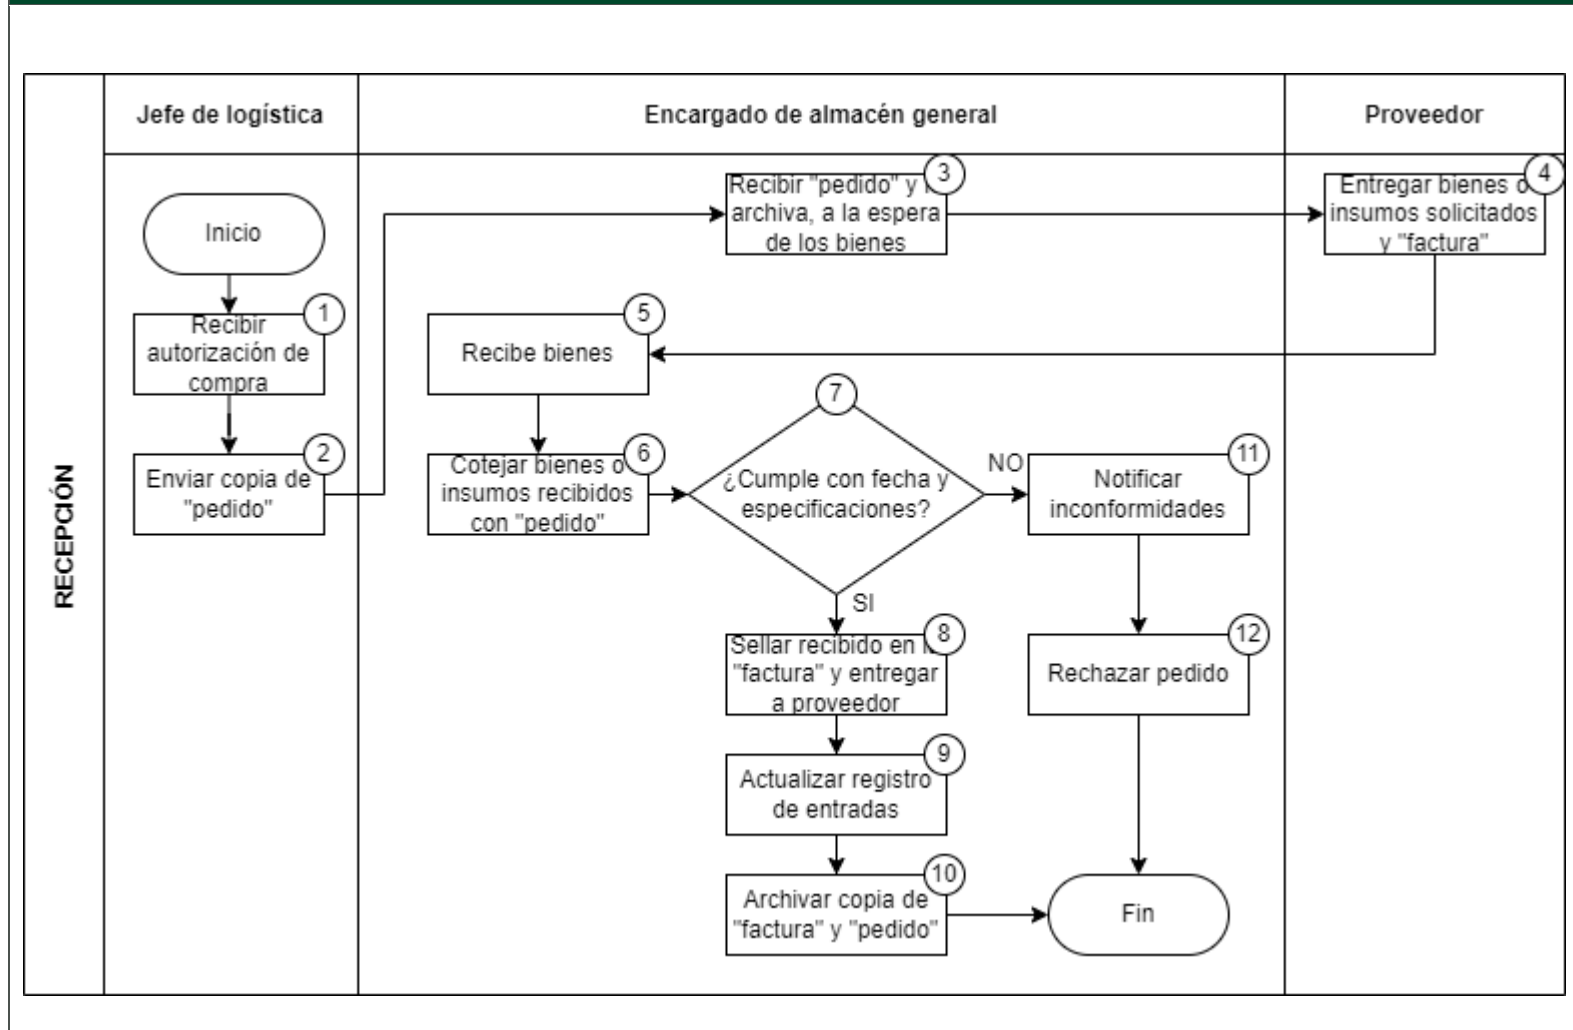 Jefe de logística
Encargado de almacén general
Proveedor
RECEPCIÓN
Inicio
1
Recibir
autorización de
compra
2
Enviar copia de
"pedido"
3
Recibir "pedido" y
archiva, a la espera
de los bienes
4
Entregar bienes o
insumos solicitados
y "factura"
5
Recibe bienes
6
Cotejar bienes o
insumos recibidos
con "pedido"
7
¿Cumple con fecha y
especificaciones?
NO
SI
8
Sellar recibido en
"factura" y entregar
a proveedor
9
Actualizar registro
de entradas
10
Archivar copia de
"factura" y "pedido"
11
Notificar
inconformidades
12
Rechazar pedido
Fin